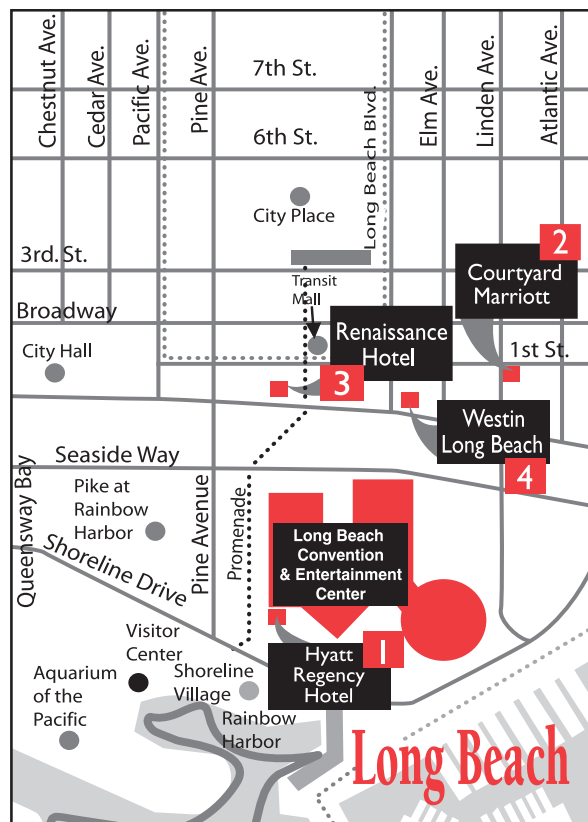 Chestnut Ave.
Cedar Ave.
Pacific Ave.
Pine Ave.
7th St.
6th St.
Long Beach Blvd.
Elm Ave.
Linden Ave.
Atlantic Ave.
City Place
3rd. St.
Transit
Mall
2
Courtyard
Marriott
Broadway
Renaissance
Hotel
3
1st St.
City Hall
Westin
Long Beach
4
Seaside Way
Queensway Bay
Pike at
Rainbow
Harbor
Pine Avenue
Promenade
Long Beach
Convention
& Entertainment
Center
Shoreline Drive
1
Hyatt
Regency
Hotel
Visitor
Center
Shoreline
Village
Aquarium
of the
Pacific
Rainbow
Harbor
Long Beach